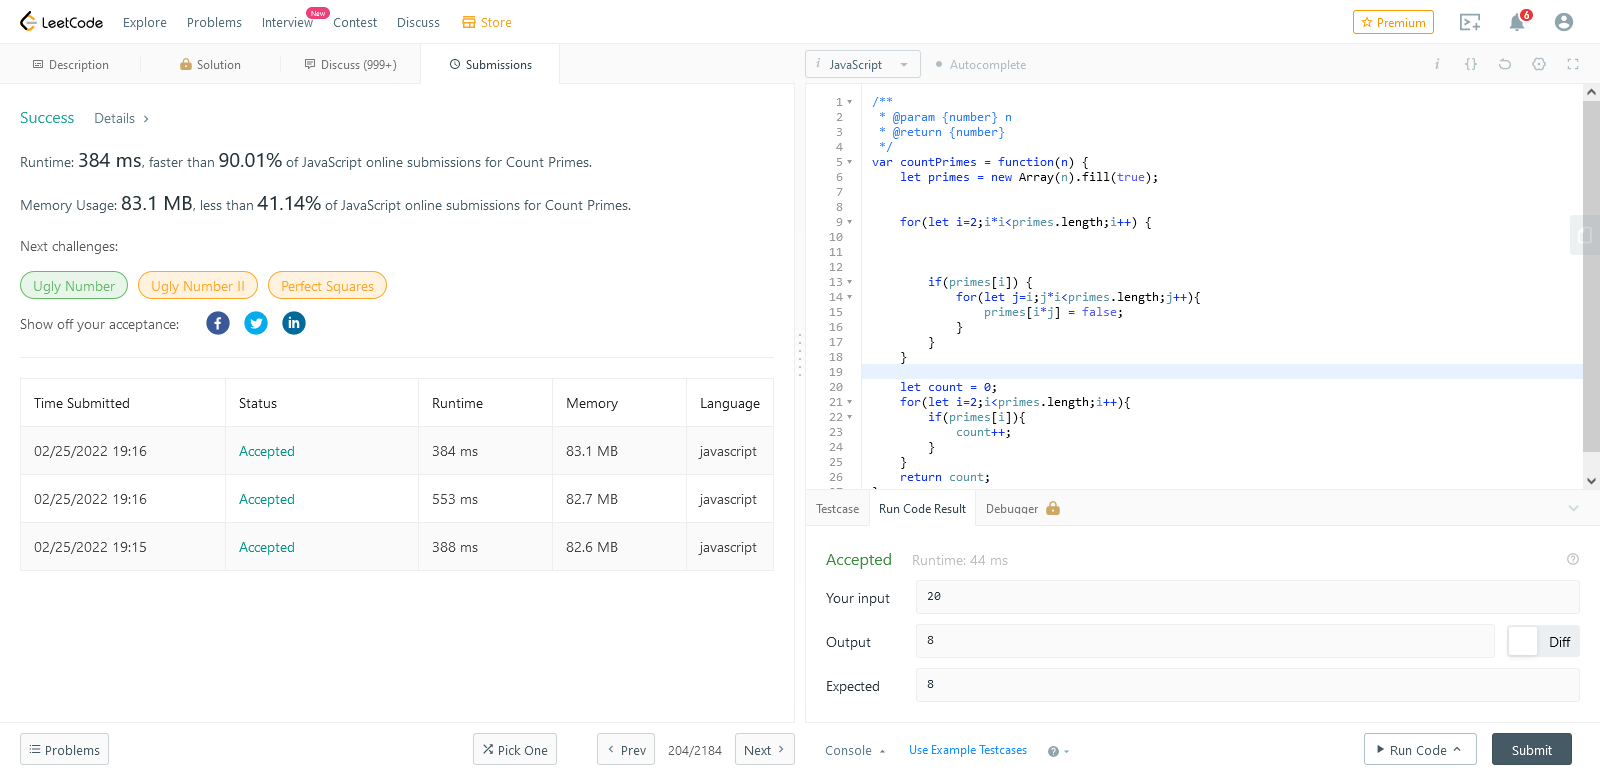 LeetCode Explore Problems Interview New Contest Discuss Store Premium 6
Description Solution Discuss (999+) Submissions
Success Details >
Runtime: 384 ms, faster than 90.01% of JavaScript online submissions for Count Primes.
Memory Usage: 83.1 MB, less than 41.14% of JavaScript online submissions for Count Primes.
Next challenges:
Ugly Number Ugly Number II Perfect Squares
Show off your acceptance:
Time Submitted Status Runtime Memory Language
02/25/2022 19:16 Accepted 384 ms 83.1 MB javascript
02/25/2022 19:16 Accepted 553 ms 82.7 MB javascript
02/25/2022 19:15 Accepted 388 ms 82.6 MB javascript
Problems Pick One < Prev 204/2184 Next >
i JavaScript Autocomplete i {}
1 /**
2 * @param {number} n
3 * @return {number}
4 */
5 var countPrimes = function(n) {
6 let primes = new Array(n).fill(true);
7
8
9 for(let i=2;i*i<primes.length;i++) {
10
11
12
13 if(primes[i]) {
14 for(let j=i;j*i<primes.length;j++){
15 primes[i*j] = false;
16 }
17 }
18 }
19
20 let count = 0;
21 for(let i=2;i<primes.length;i++){
22 if(primes[i]){
23 count++;
24 }
25 }
26 return count;
Testcase Run Code Result Debugger
Accepted Runtime: 44 ms
Your input 20
Output 8 Diff
Expected 8
Console Use Example Testcases Run Code Submit